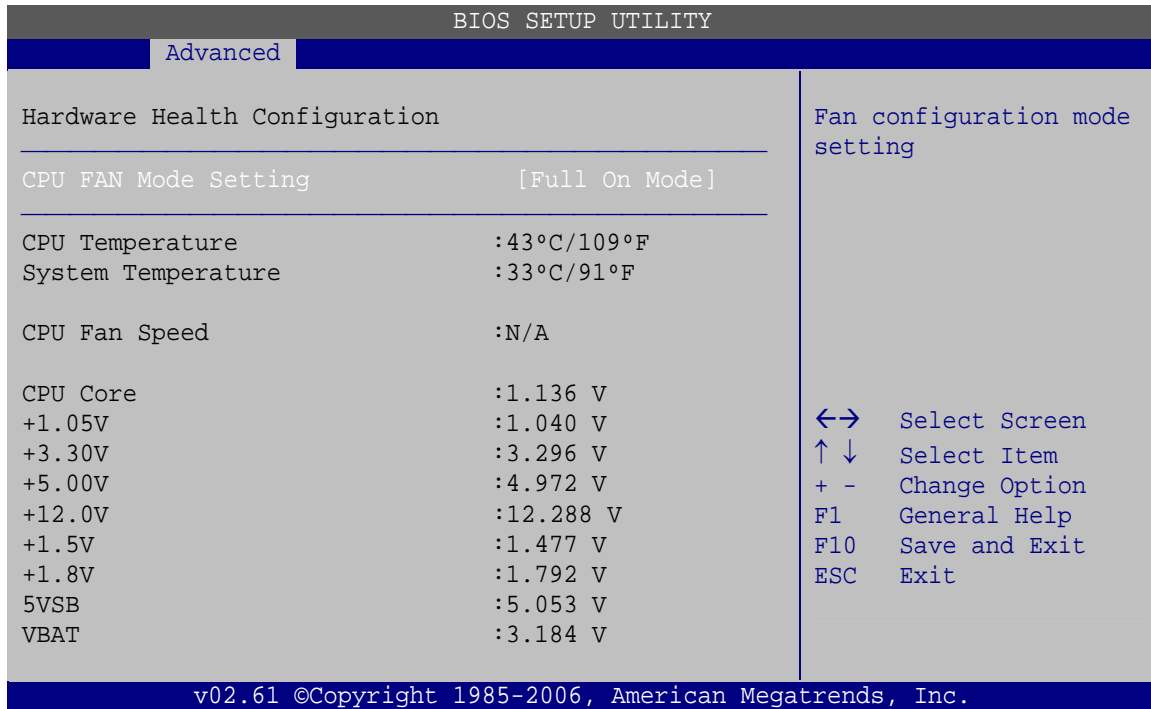 BIOS SETUP UTILITY
Advanced
Hardware Health Configuration
CPU FAN Mode Setting [Full On Mode]
CPU Temperature :43ºC/109ºF
System Temperature :33ºC/91ºF
CPU Fan Speed :N/A
CPU Core :1.136 V
+1.05V :1.040 V
+3.30V :3.296 V
+5.00V :4.972 V
+12.0V :12.288 V
+1.5V :1.477 V
+1.8V :1.792 V
5VSB :5.053 V
VBAT :3.184 V
Fan configuration mode
setting
←→ Select Screen
↑ ↓ Select Item
+ - Change Option
F1 General Help
F10 Save and Exit
ESC Exit
v02.61 ©Copyright 1985-2006, American Megatrends, Inc.